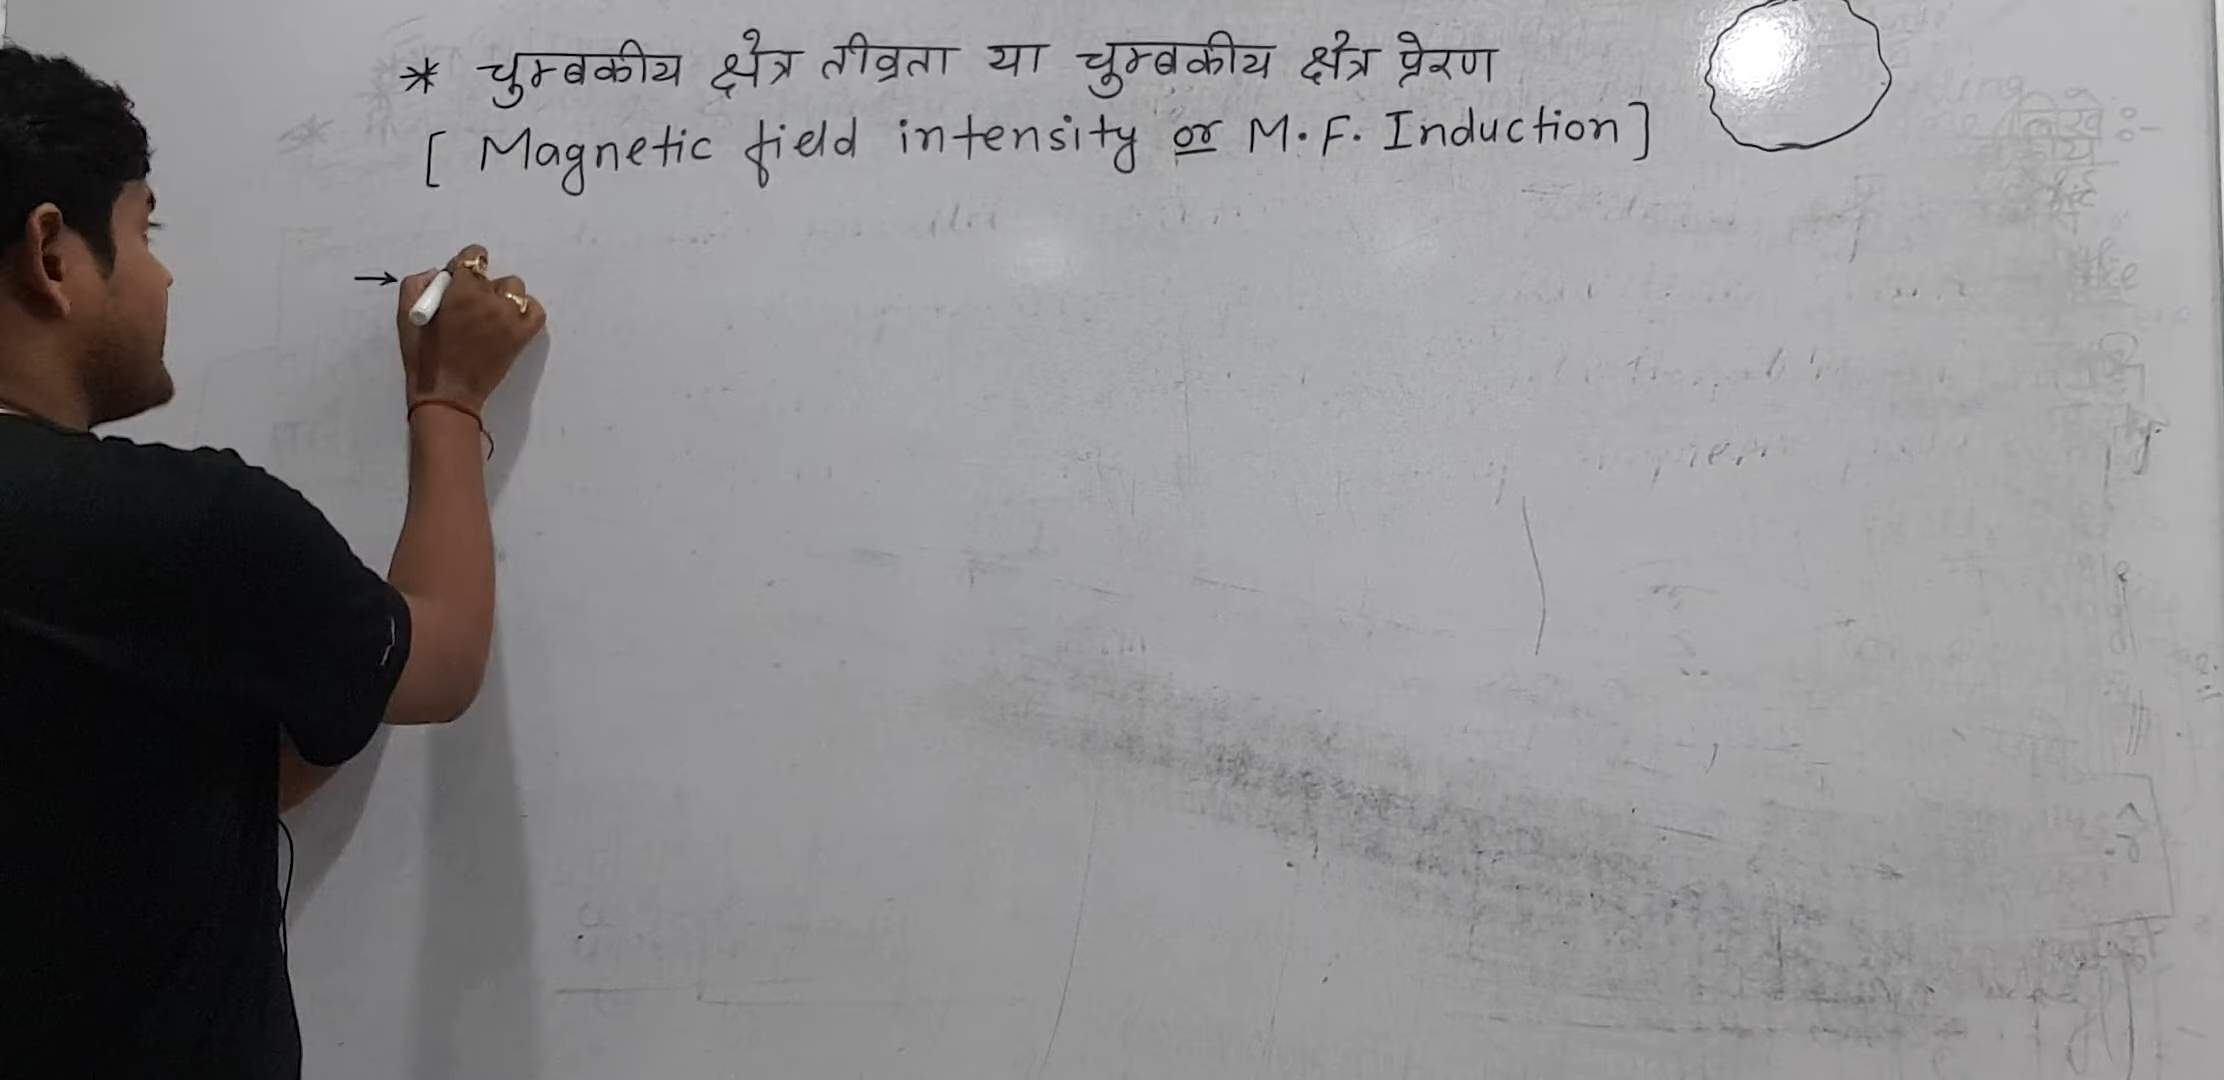 * चुम्बकीय क्षेत्र तीव्रता या चुम्बकीय क्षेत्र प्रेरण
[ Magnetic field intensity or M.F. Induction]
→